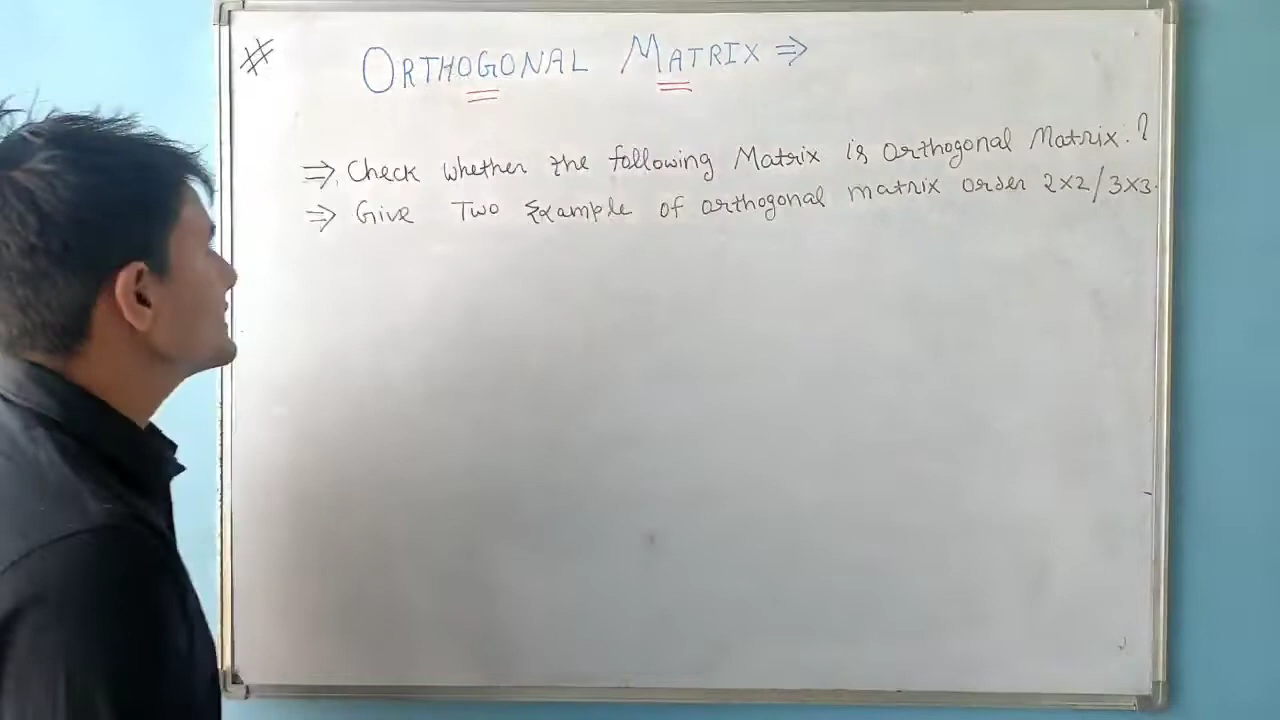 # ORTHOGONAL MATRIX ⇒
⇒ Check whether the following Matrix is orthogonal Matrix.?
⇒ Give Two Example of orthogonal matrix order 2×2/3×3.